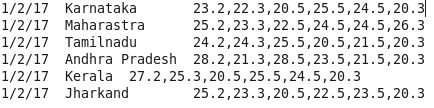 1/2/17  Karnataka       23.2,22.3,20.5,25.5,24.5,20.3
1/2/17  Maharastra      25.2,23.3,22.5,24.5,24.5,26.3
1/2/17  Tamilnadu       24.2,24.3,25.5,20.5,21.5,20.3
1/2/17  Andhra Pradesh  28.2,21.3,28.5,23.5,21.5,20.3
1/2/17  Kerala  27.2,25.3,20.5,25.5,24.5,20.3
1/2/17  Jharkand        25.2,23.3,20.5,22.5,23.5,20.3